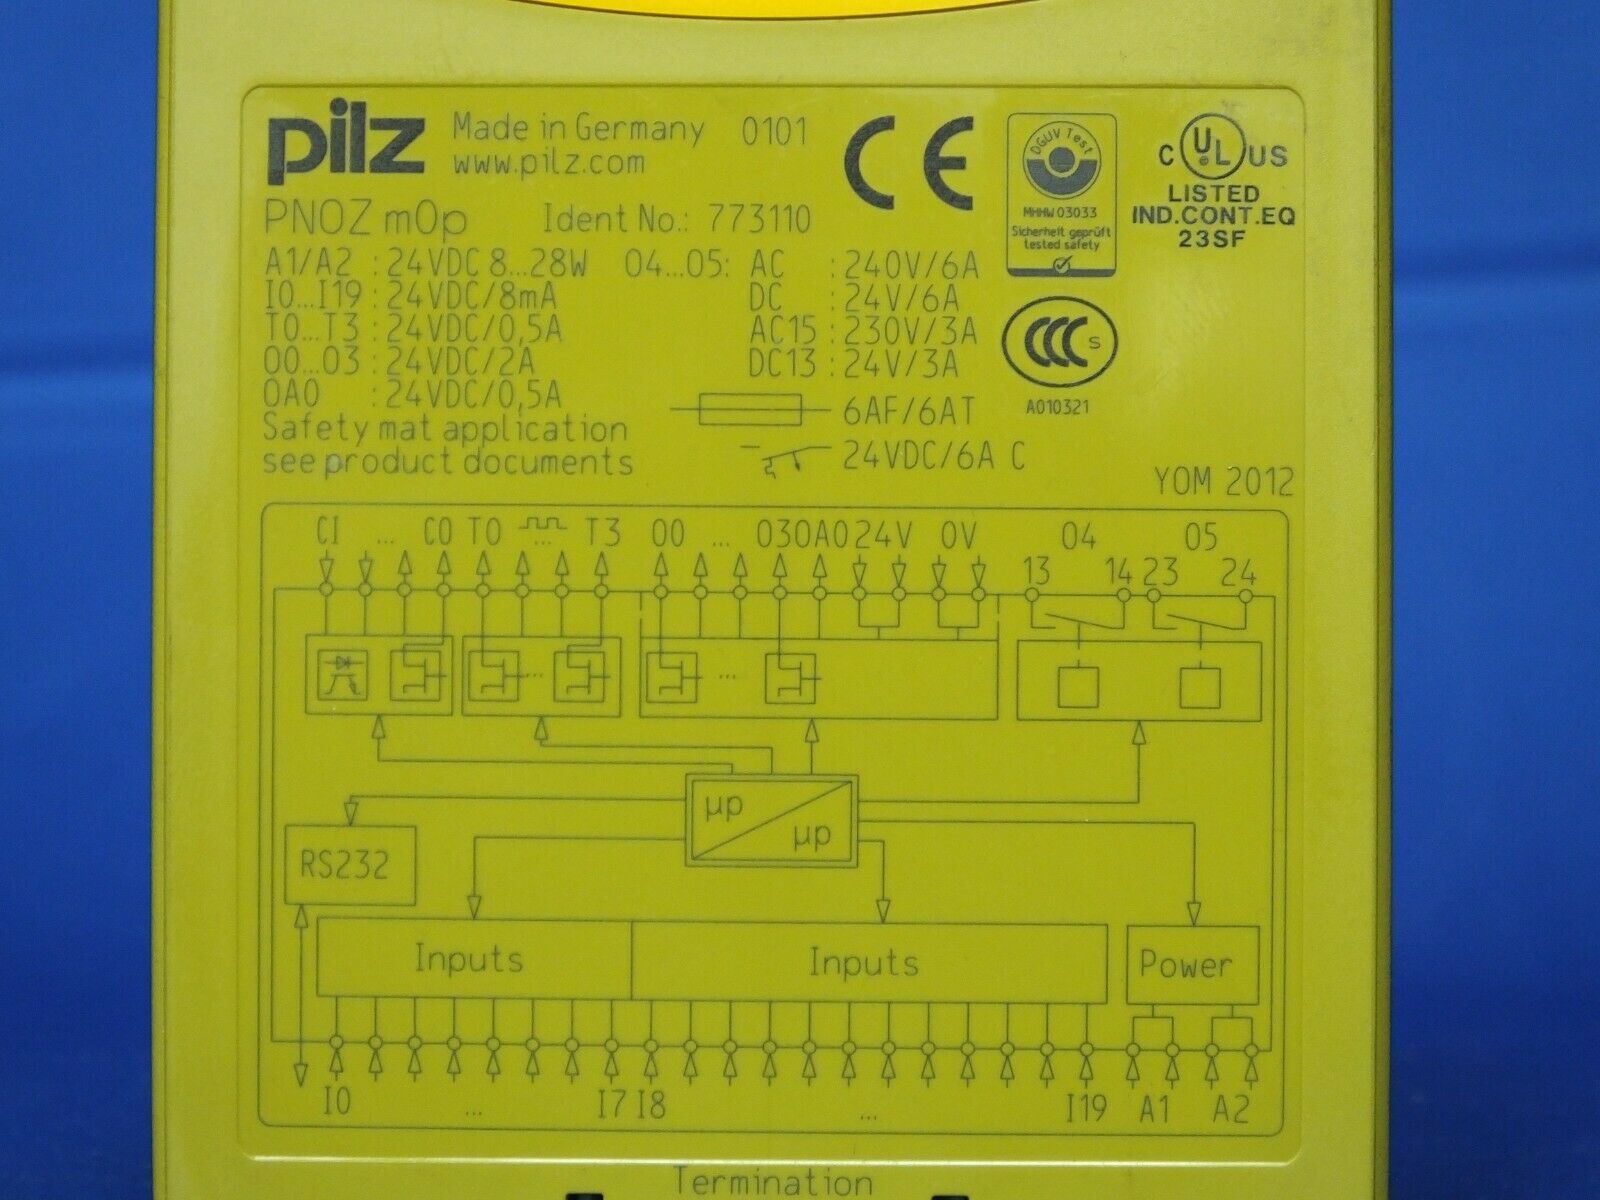 pilz Made in Germany 0101
www.pilz.com
PNOZ m0p Ident No.: 773110
A1/A2 : 24VDC 8...28W O4...O5: AC : 240V/6A
I0...I19 : 24VDC/8mA DC : 24V/6A
T0...T3 : 24VDC/0,5A AC15 : 230V/3A
O0...O3 : 24VDC/2A DC13 : 24V/3A
OA0 : 24VDC/0,5A
6AF/6AT
Safety mat application
see product documents
24VDC/6A C
CE
DGUV Test
MHHW 03033
Sicherheit geprüft
tested safety
C UL US
LISTED
IND.CONT.EQ
23SF
CCC S
A010321
YOM 2012
CI ... CO T0 ... T3 O0 ... O3 OA0 24V 0V O4 O5
13 14 23 24
... ...
µp
µp
RS232
Inputs Inputs Power
I0 ... I7 I8 ... I19 A1 A2
Termination